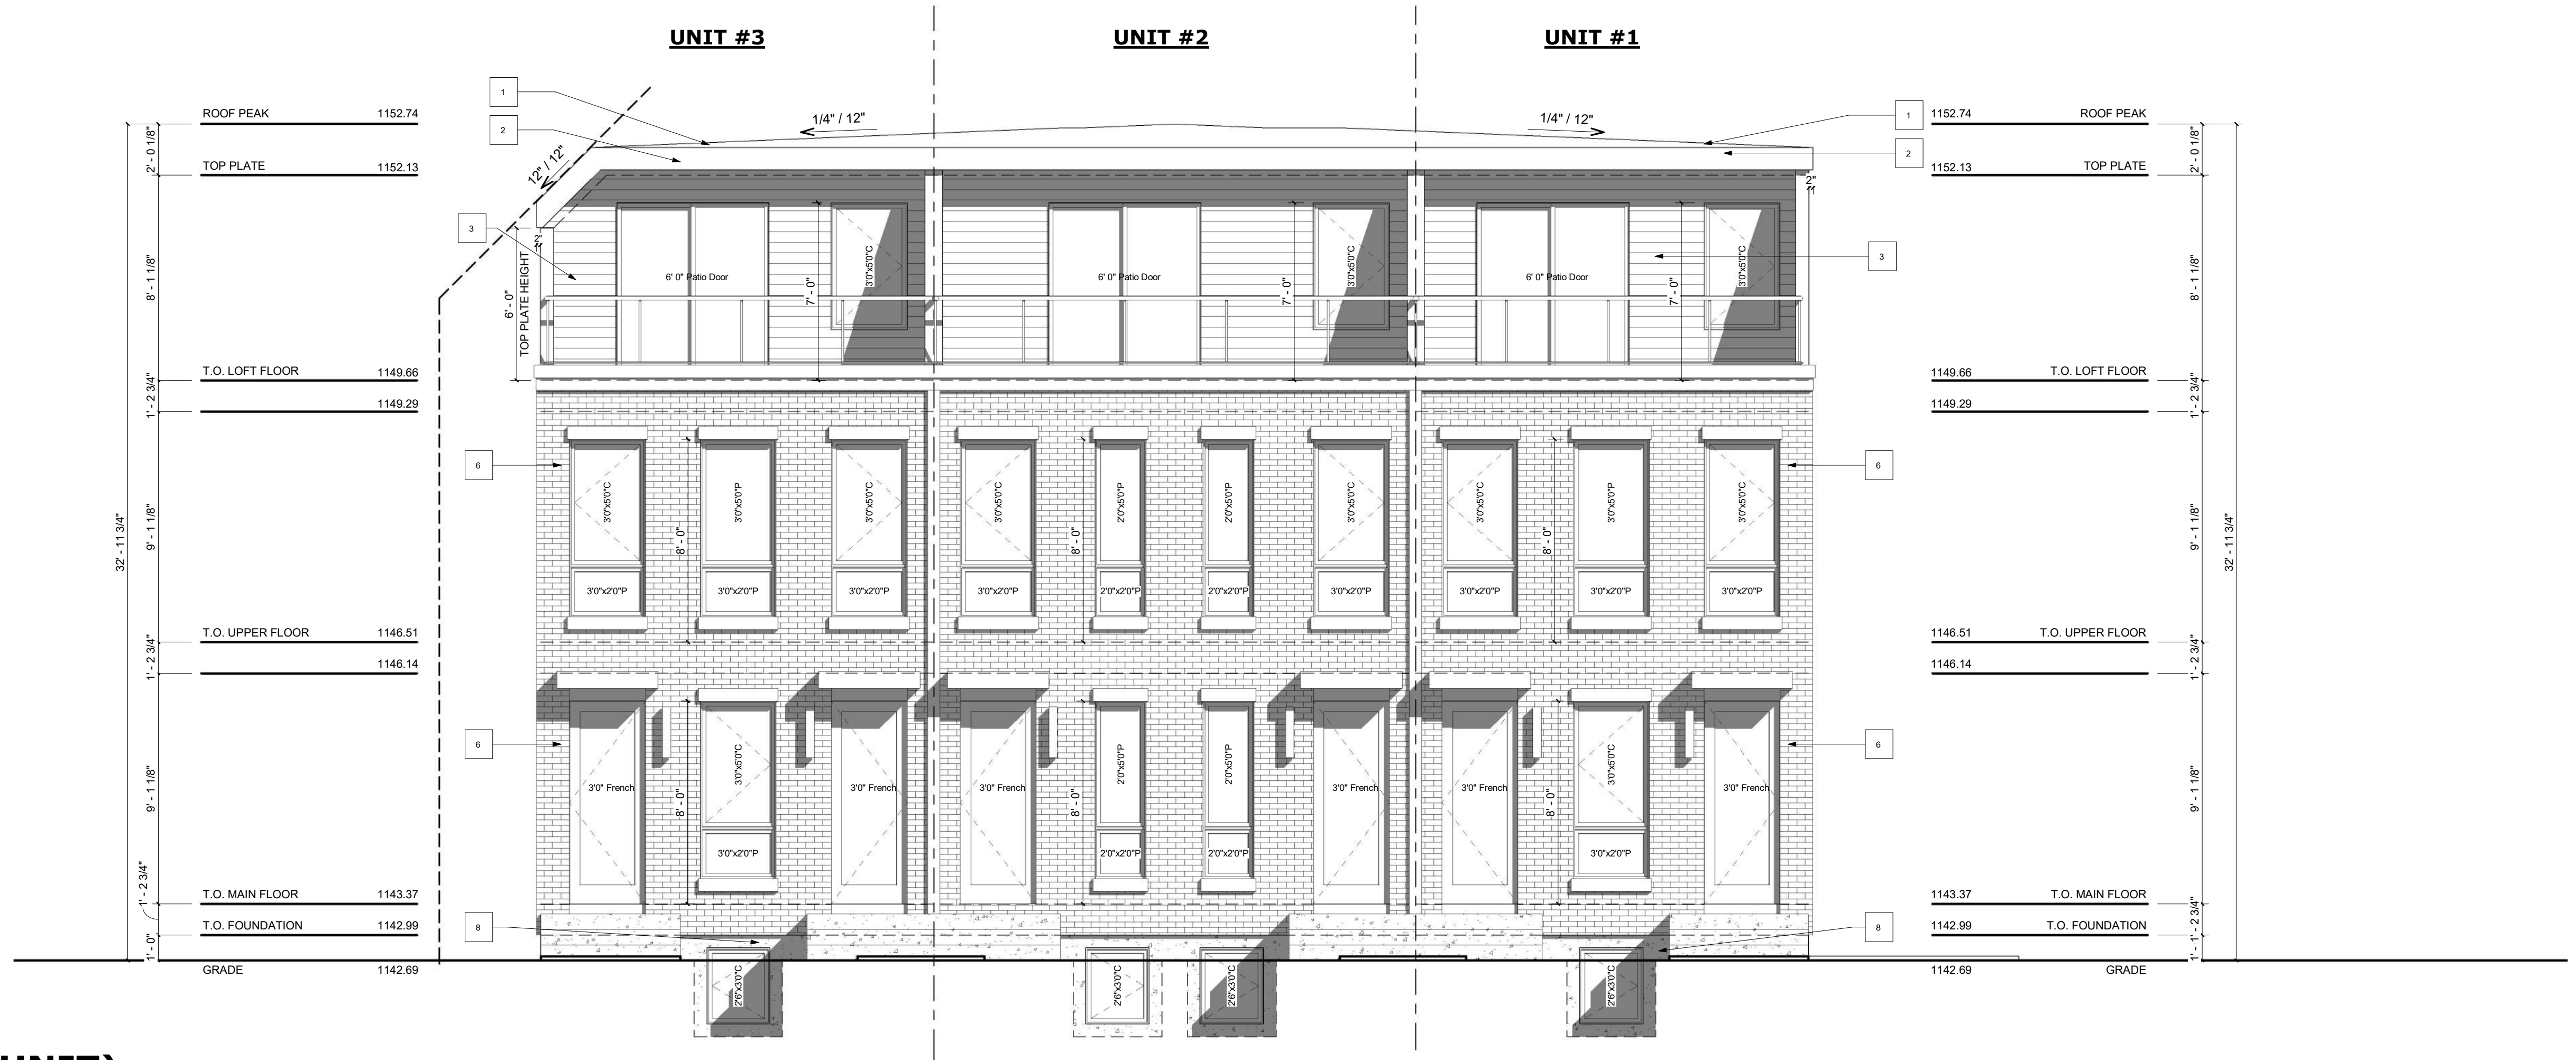 UNIT #3
UNIT #2
UNIT #1
1/4" / 12"
1/4" / 12"
12" / 12"
1
2
3
6
6
8
1
2
3
6
6
8
ROOF PEAK 1152.74
TOP PLATE 1152.13
T.O. LOFT FLOOR 1149.66
1149.29
T.O. UPPER FLOOR 1146.51
1146.14
T.O. MAIN FLOOR 1143.37
T.O. FOUNDATION 1142.99
GRADE 1142.69
32' - 11 3/4"
2' - 0 1/8"
8' - 1 1/8"
1' - 2 3/4"
9' - 1 1/8"
1' - 2 3/4"
9' - 1 1/8"
1' - 2 3/4"
1' - 0"
2"
6' - 0"
TOP PLATE HEIGHT
6' 0" Patio Door
7' - 0"
3'0"x5'0"C
6' 0" Patio Door
7' - 0"
3'0"x5'0"C
6' 0" Patio Door
7' - 0"
3'0"x5'0"C
2"
3'0"x5'0"C
8' - 0"
3'0"x5'0"P
3'0"x5'0"C
3'0"x5'0"C
8' - 0"
2'0"x5'0"P
2'0"x5'0"P
3'0"x5'0"C
3'0"x5'0"C
8' - 0"
3'0"x5'0"P
3'0"x5'0"C
3'0"x2'0"P
3'0"x2'0"P
3'0"x2'0"P
3'0"x2'0"P
2'0"x2'0"P
2'0"x2'0"P
3'0"x2'0"P
3'0"x2'0"P
3'0"x2'0"P
3'0"x2'0"P
3'0" French
8' - 0"
3'0"x5'0"C
3'0" French
3'0" French
8' - 0"
2'0"x5'0"P
2'0"x5'0"P
3'0" French
3'0" French
8' - 0"
3'0"x5'0"C
3'0" French
3'0"x2'0"P
2'0"x2'0"P
2'0"x2'0"P
3'0"x2'0"P
2'6"x3'0"C
2'6"x3'0"C
2'6"x3'0"C
2'6"x3'0"C
1152.74 ROOF PEAK
1152.13 TOP PLATE
1149.66 T.O. LOFT FLOOR
1149.29
1146.51 T.O. UPPER FLOOR
1146.14
1143.37 T.O. MAIN FLOOR
1142.99 T.O. FOUNDATION
1142.69 GRADE
2' - 0 1/8"
8' - 1 1/8"
1' - 2 3/4"
9' - 1 1/8"
1' - 2 3/4"
9' - 1 1/8"
1' - 2 3/4"
1' - 
32' - 11 3/4"
UNIT)